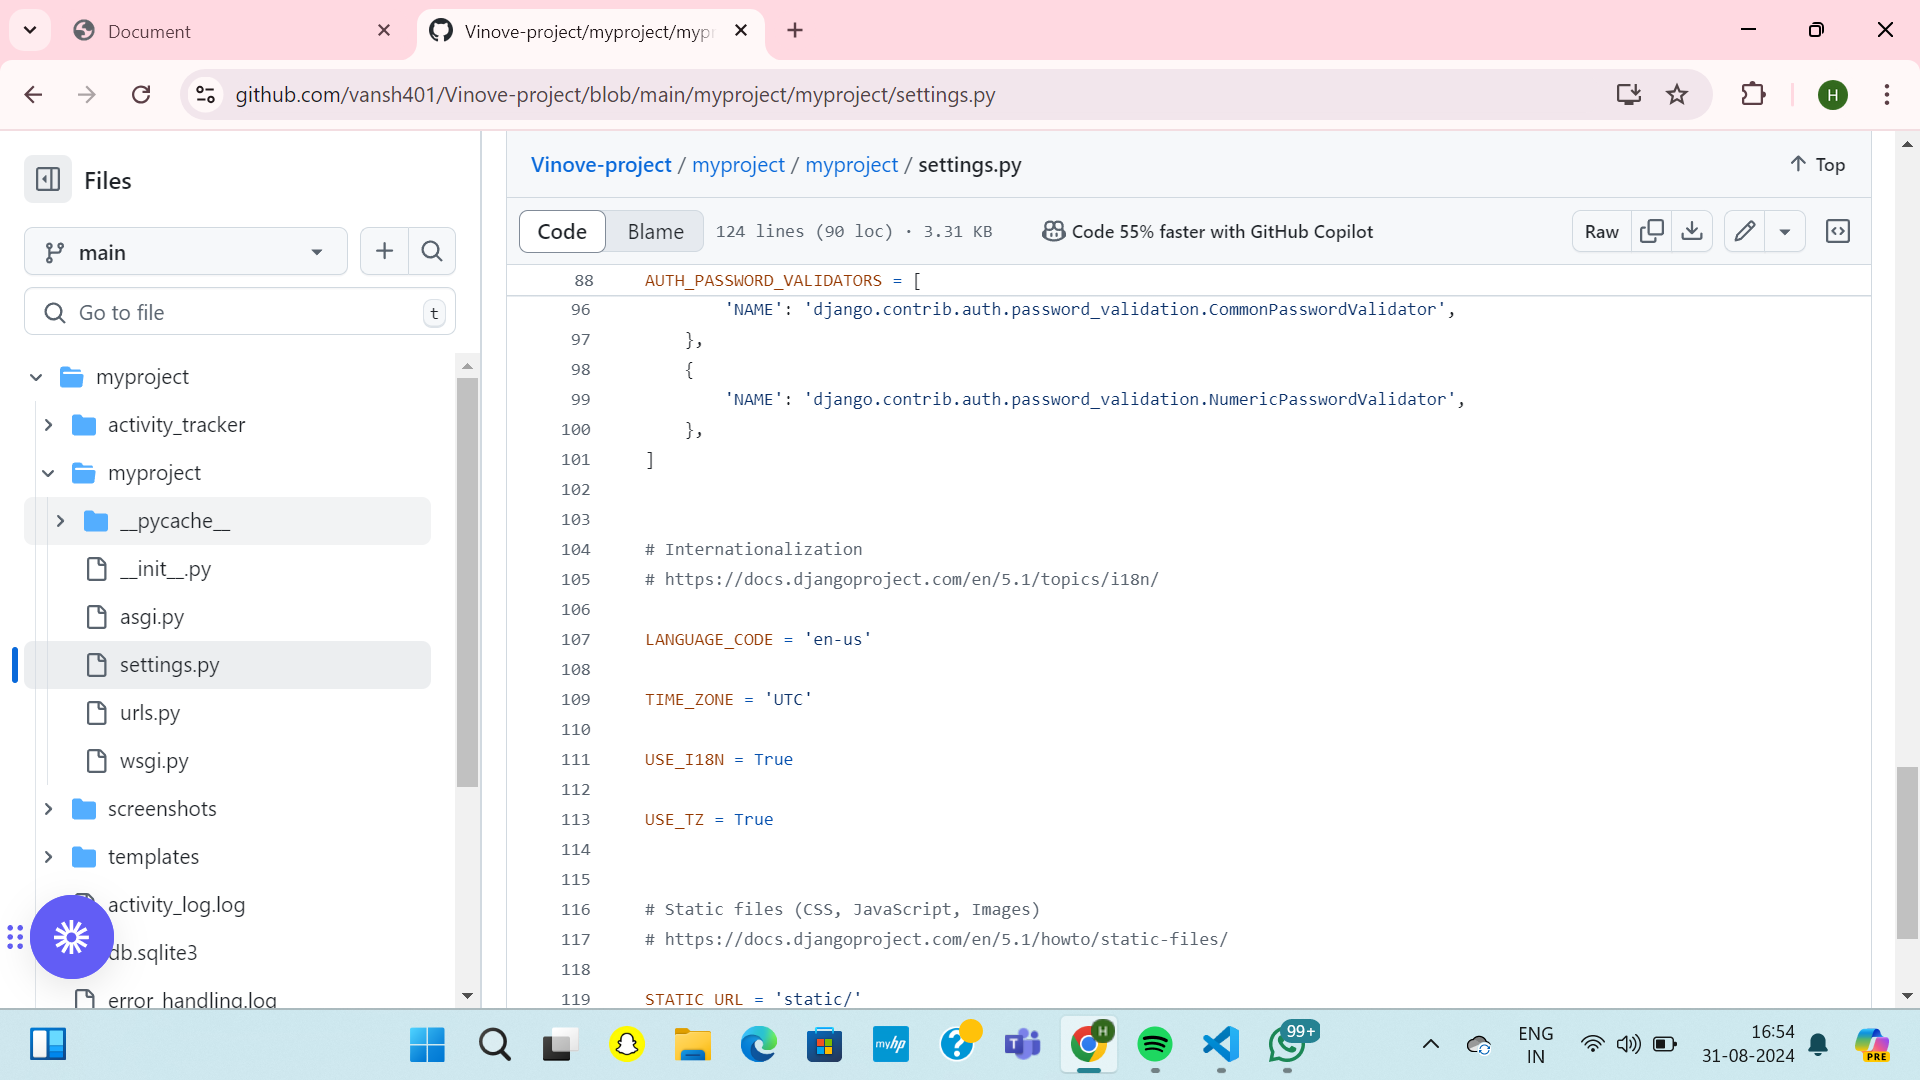 Document
Vinove-project/myproject/mypr
github.com/vansh401/Vinove-project/blob/main/myproject/myproject/settings.py
H
Files
main
Go to file
t
myproject
activity_tracker
myproject
__pycache__
__init__.py
asgi.py
settings.py
urls.py
wsgi.py
screenshots
templates
activity_log.log
db.sqlite3
error_handling.log
Vinove-project / myproject / myproject / settings.py
Top
Code
Blame
124 lines (90 loc) · 3.31 KB
Code 55% faster with GitHub Copilot
Raw
88 AUTH_PASSWORD_VALIDATORS = [
96 'NAME': 'django.contrib.auth.password_validation.CommonPasswordValidator',
97 },
98 {
99 'NAME': 'django.contrib.auth.password_validation.NumericPasswordValidator',
100 },
101 ]
102
103
104 # Internationalization
105 # https://docs.djangoproject.com/en/5.1/topics/i18n/
106
107 LANGUAGE_CODE = 'en-us'
108
109 TIME_ZONE = 'UTC'
110
111 USE_I18N = True
112
113 USE_TZ = True
114
115
116 # Static files (CSS, JavaScript, Images)
117 # https://docs.djangoproject.com/en/5.1/howto/static-files/
118
119 STATIC_URL = 'static/'
myhp
?
T
H
99+
ENG
IN
16:54
31-08-2024
PRE